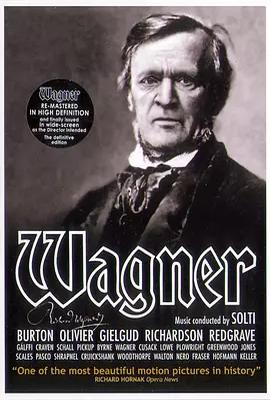 Wagner
RE-MASTERED
IN HIGH DEFINITION
and finally issued
in wide-screen
as the Director intended
The definitive
edition
Wagner
Richard Wagner
Music conducted by SOLTI
BURTON OLIVIER GIELGUD RICHARDSON REDGRAVE
GÁLFFI CRAVEN SCHALL PICKUP BYRNE WAGNER CUSACK LOWE PLOWRIGHT GREENWOOD JONES
SCALES PASCO SHRAPNEL CRUICKSHANK WOODTHORPE WALTON NERO FRASER HOFMANN KELLER
"One of the most beautiful motion pictures in history"
RICHARD HORNAK Opera News